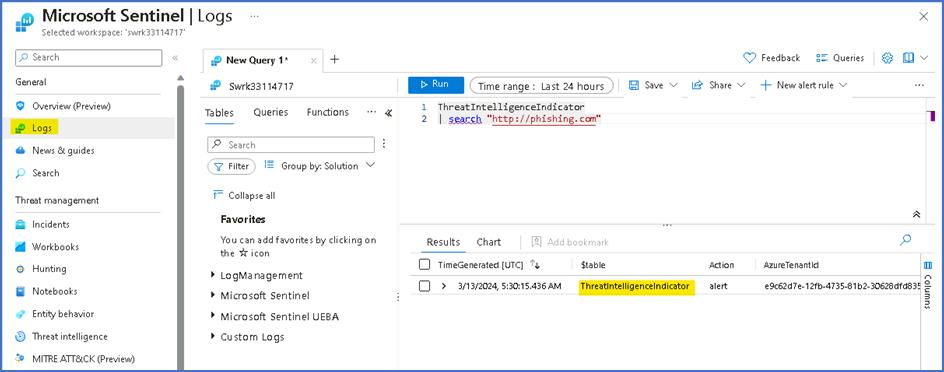 Microsoft Sentinel | Logs ...
Selected workspace: 'swrk33114717'
Search
General
Overview (Preview)
Logs
News & guides
Search
Threat management
Incidents
Workbooks
Hunting
Notebooks
Entity behavior
Threat intelligence
MITRE ATT&CK (Preview)
New Query 1*
Feedback
Queries
Swrk33114717
Run
Time range : Last 24 hours
Save
Share
New alert rule
...
Tables Queries Functions ...
Search
Filter
Group by: Solution
Collapse all
Favorites
You can add favorites by clicking on
the ☆ icon
LogManagement
Microsoft Sentinel
Microsoft Sentinel UEBA
Custom Logs
1 ThreatIntelligenceIndicator
2 | search "http://phishing.com"
Results Chart Add bookmark
TimeGenerated [UTC] $table Action AzureTenantId
3/13/2024, 5:30:15.436 AM ThreatIntelligenceIndicator alert e9c62d7e-12fb-4735-81b2-30628dfd835
Columns